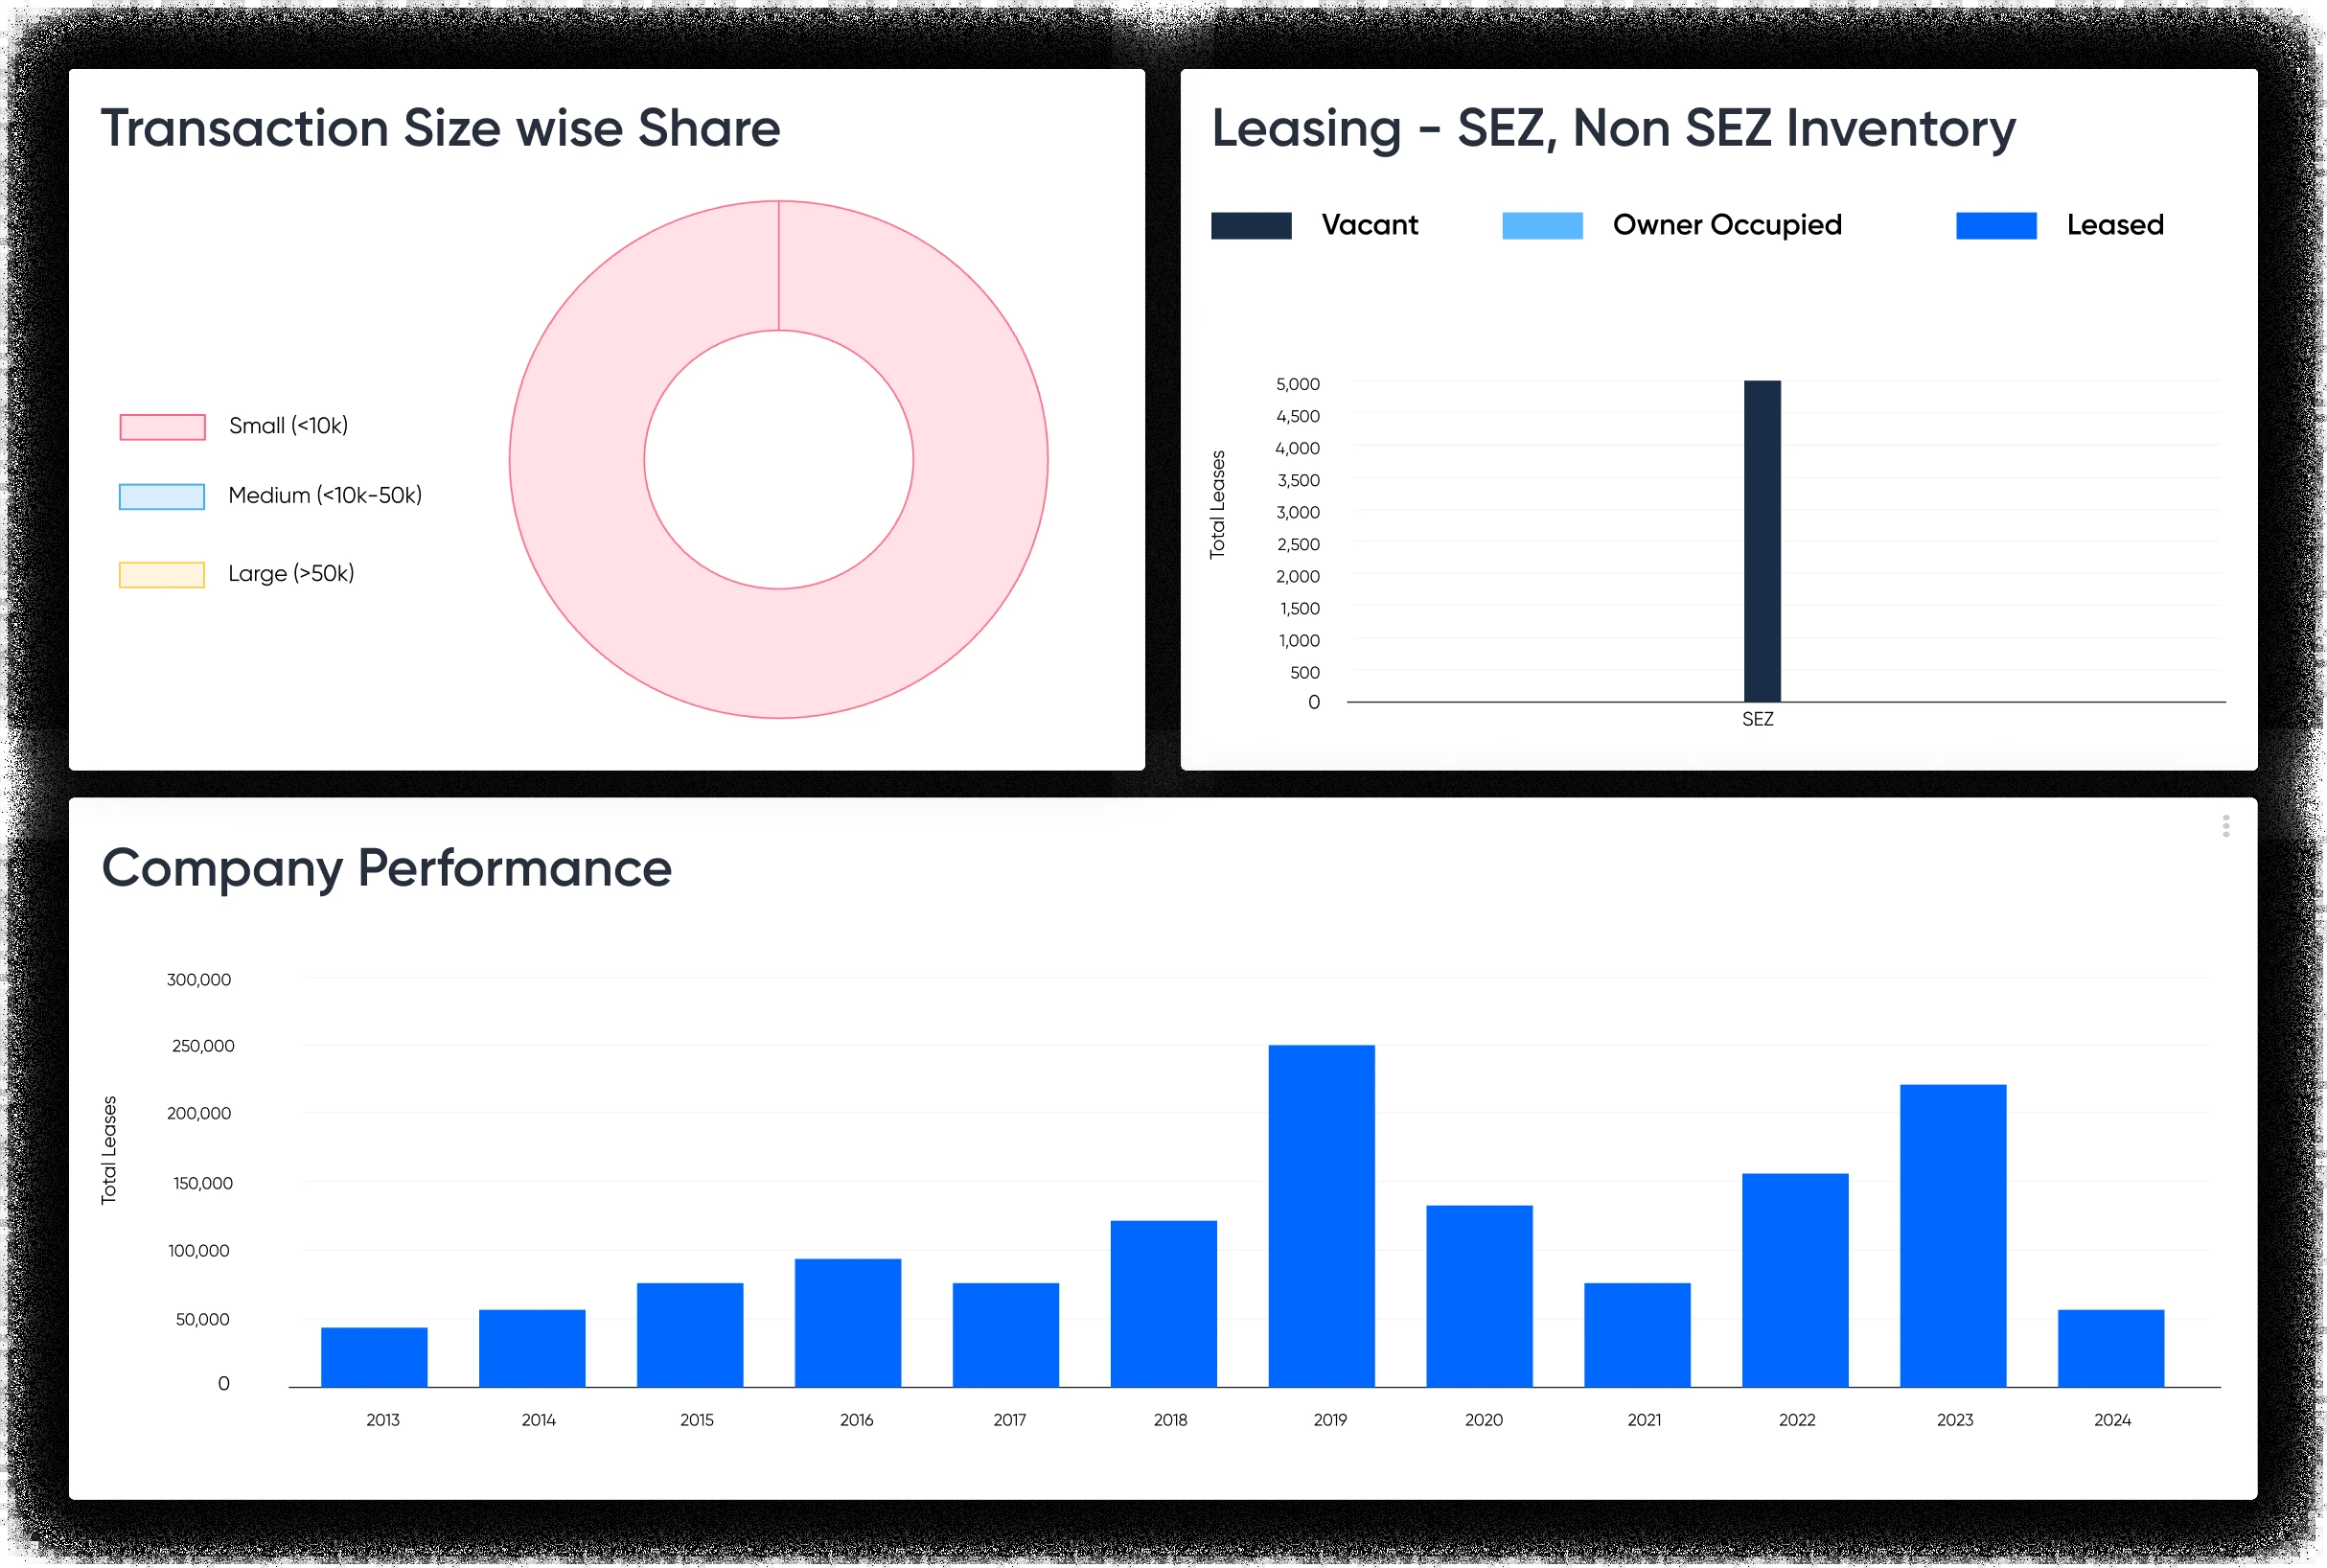 Transaction Size wise Share
Small (<10k)
Medium (<10k-50k)
Large (>50k)
Leasing - SEZ, Non SEZ Inventory
Vacant
Owner Occupied
Leased
Total Leases
5,000
4,500
4,000
3,500
3,000
2,500
2,000
1,500
1,000
500
0
SEZ
Company Performance
Total Leases
300,000
250,000
200,000
150,000
100,000
50,000
0
2013 2014 2015 2016 2017 2018 2019 2020 2021 2022 2023 2024